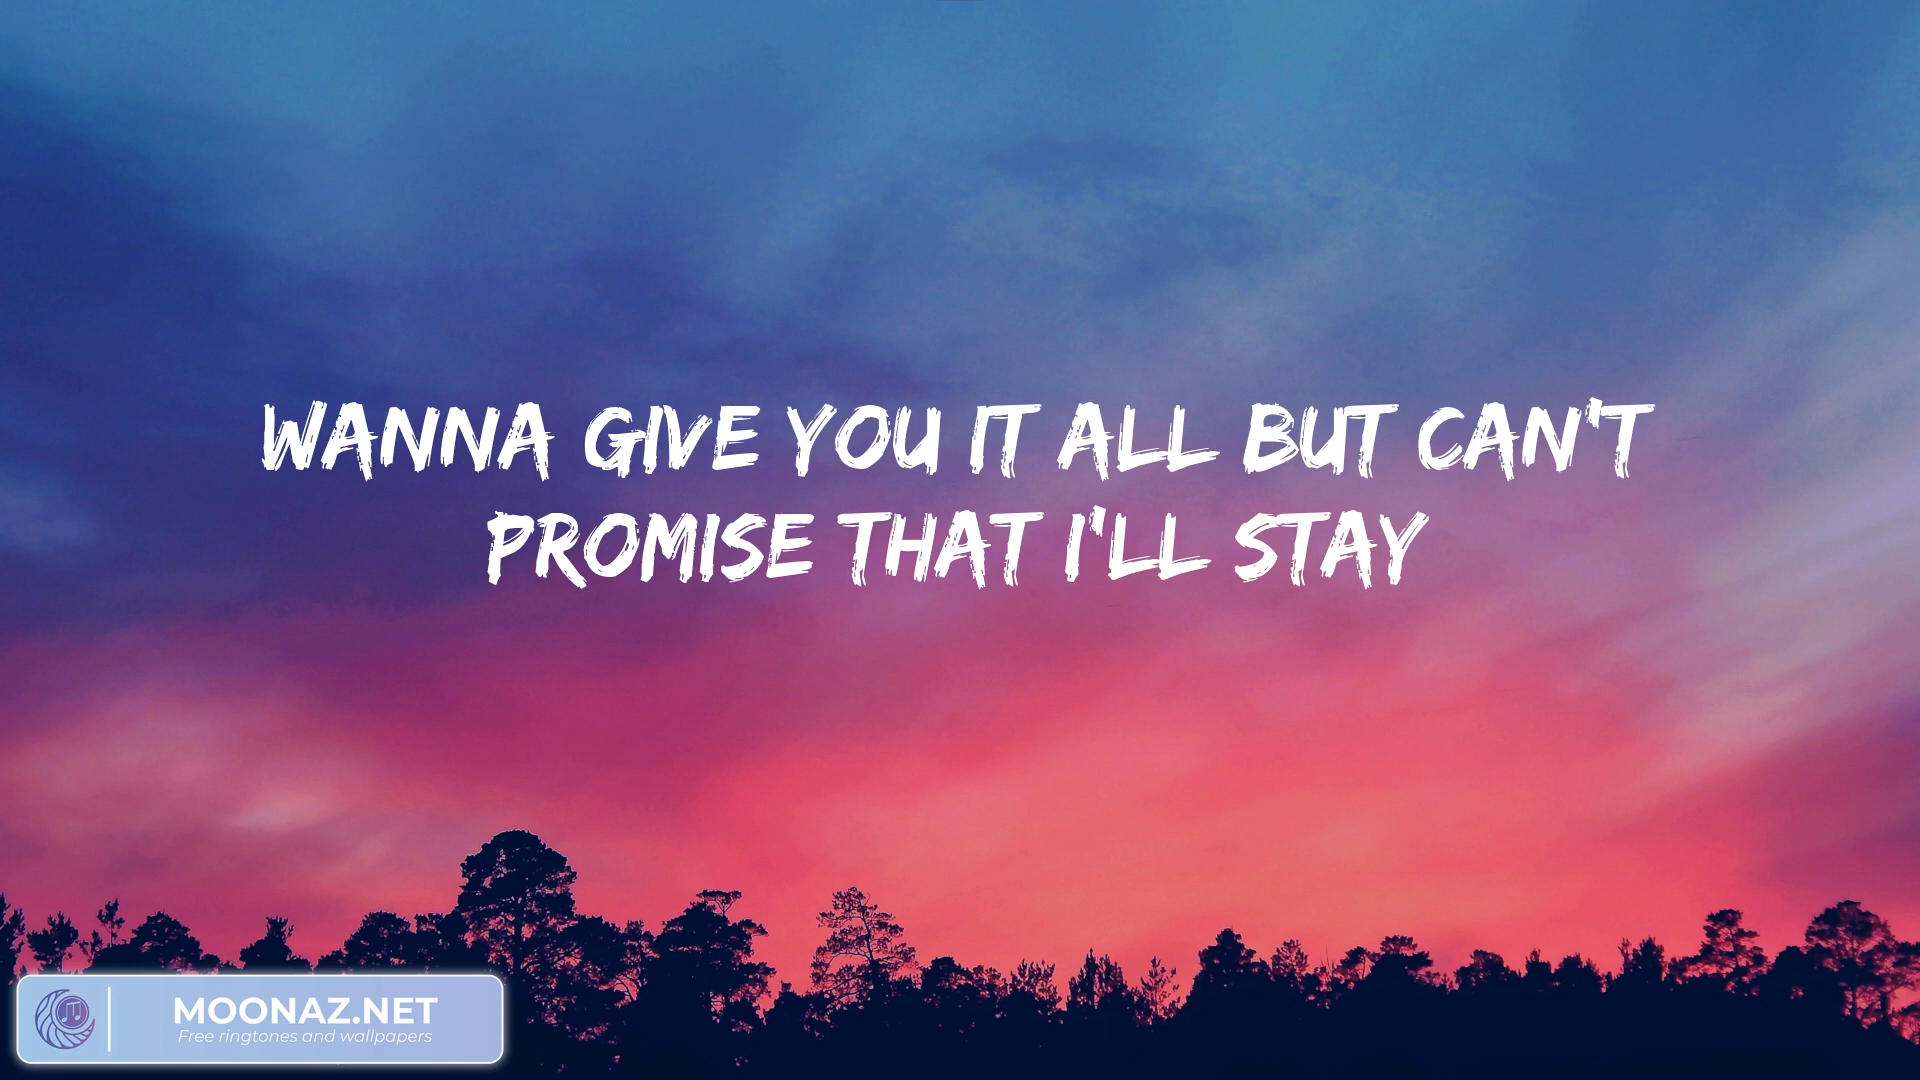 WANNA GIVE YOU IT ALL BUT CAN'T
PROMISE THAT I'LL STAY
MOONAZ.NET
Free ringtones and wallpapers